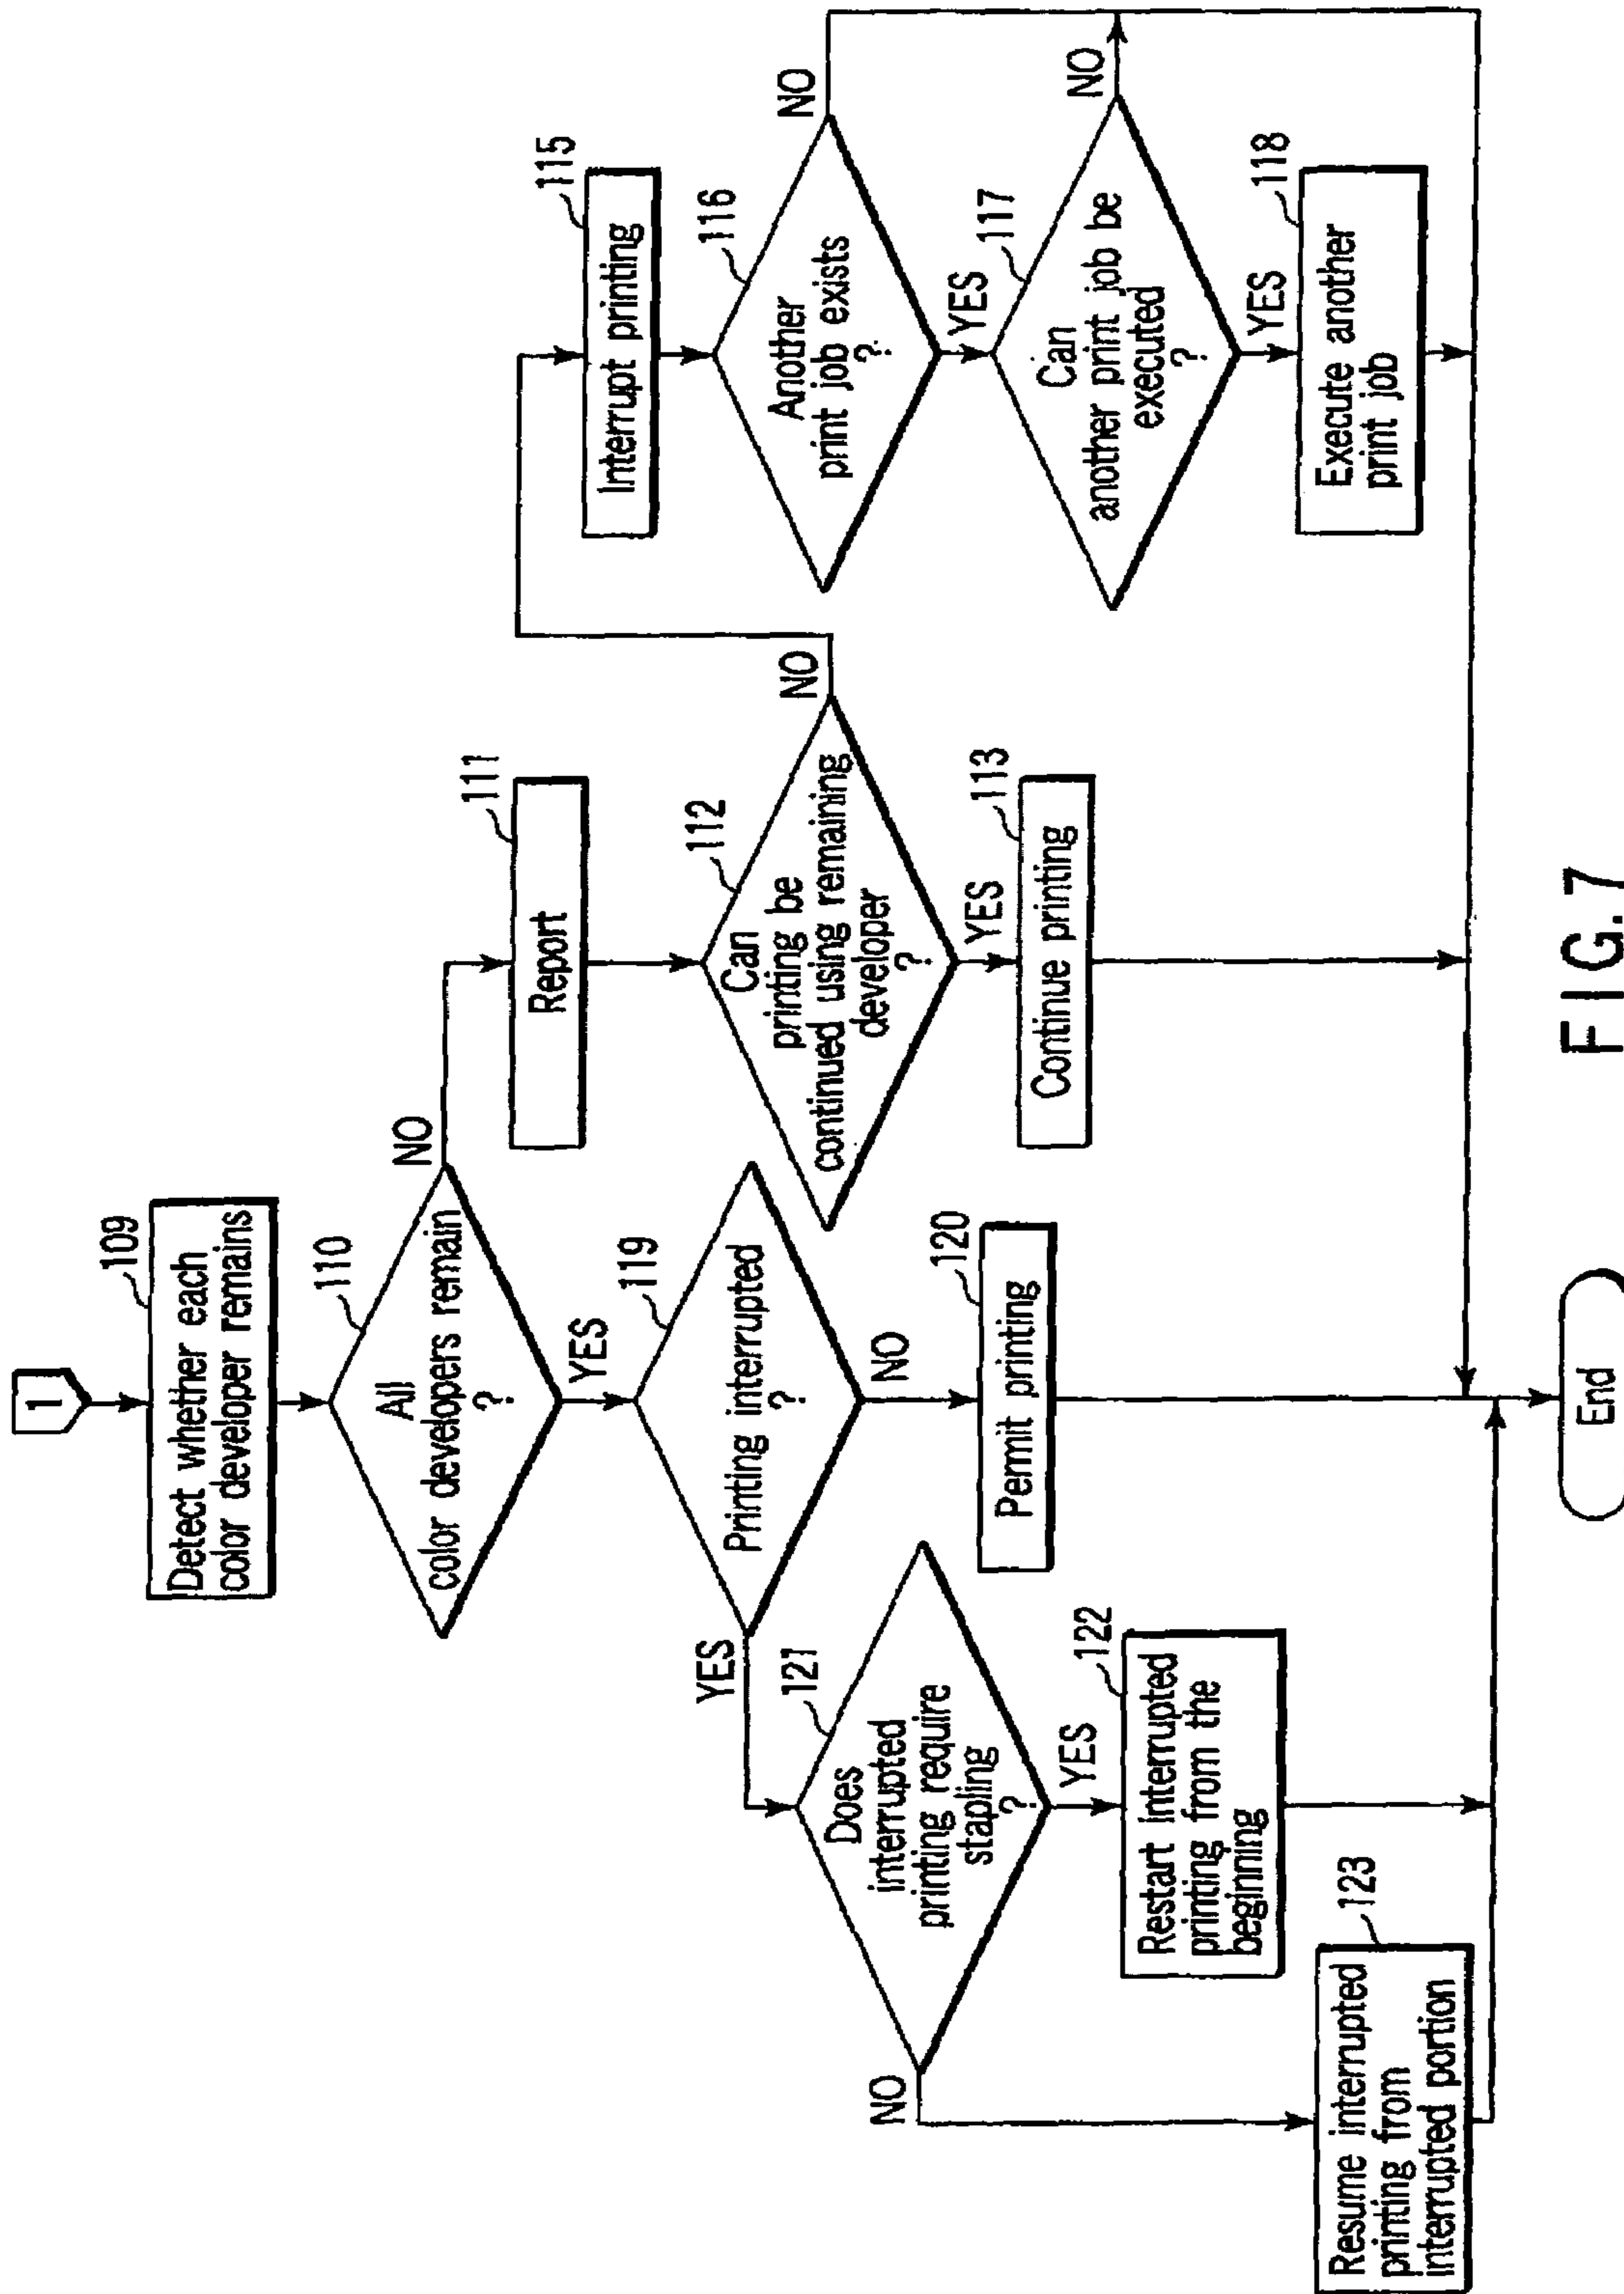 1
109
Detect whether each
color developer remains
110
All
color developers remain
?
NO
YES
111
Report
112
Can
printing be
continued using remaining
developer
?
NO
YES
113
Continue printing
115
Interrupt printing
116
Another
print job exists
?
NO
YES
117
Can
another print job be
executed
?
NO
YES
118
Execute another
print job
119
Printing interrupted
?
YES
NO
120
Permit printing
121
Does
interrupted
printing require
stapling
?
NO
YES
122
Restart interrupted
printing from the
beginning
123
Resume interrupted
printing from
interrupted portion
End
FIG.7